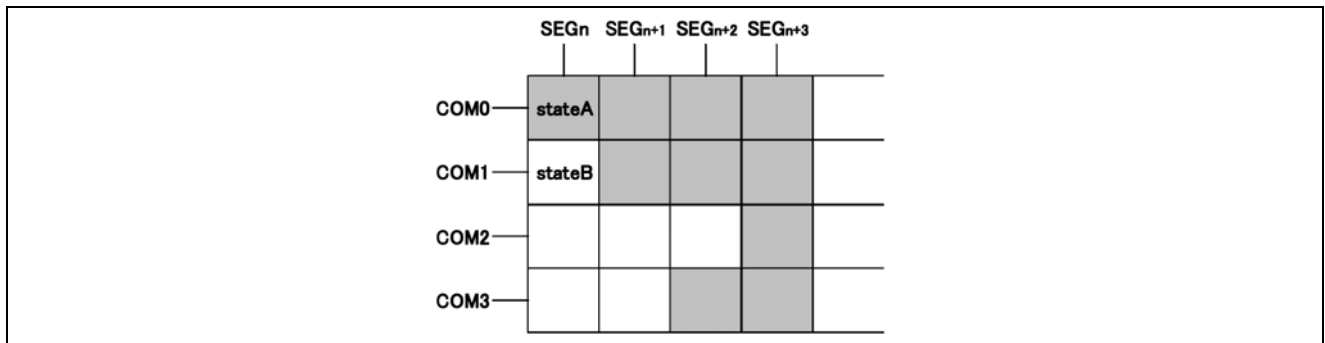 SEGn SEGn+1 SEGn+2 SEGn+3
COM0 stateA
COM1 stateB
COM2
COM3